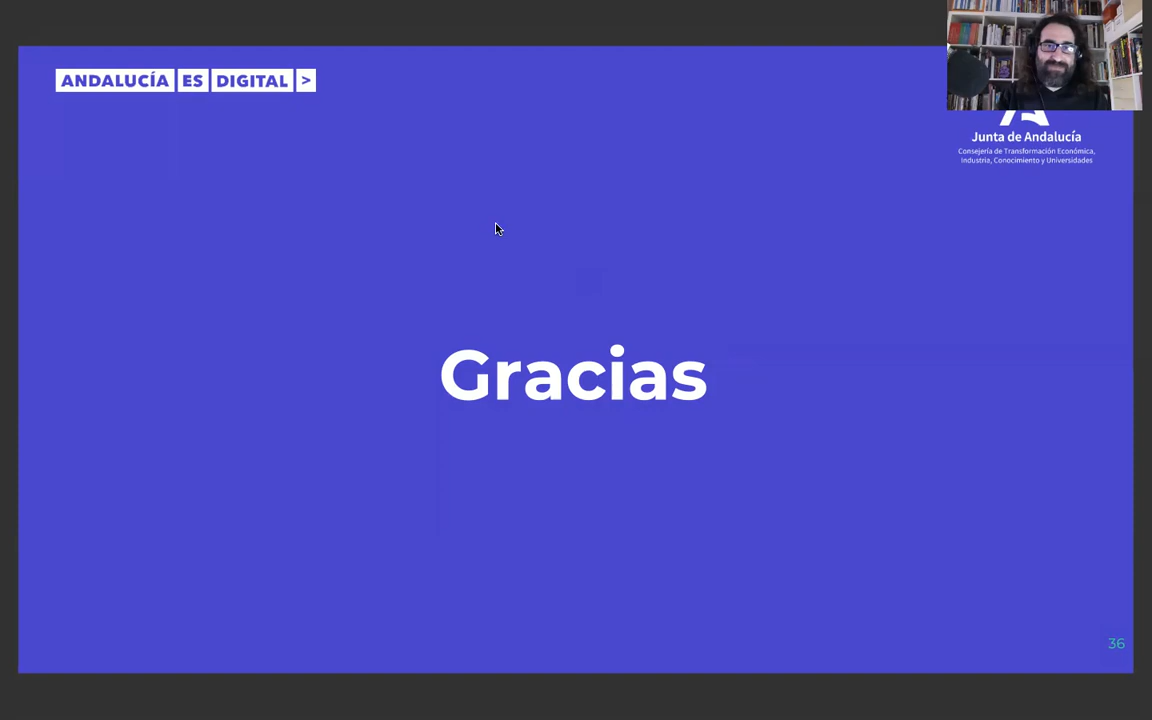 ANDALUCÍA ES DIGITAL >
Junta de Andalucía
Consejería de Transformación Económica,
Industria, Conocimiento y Universidades
Gracias
36